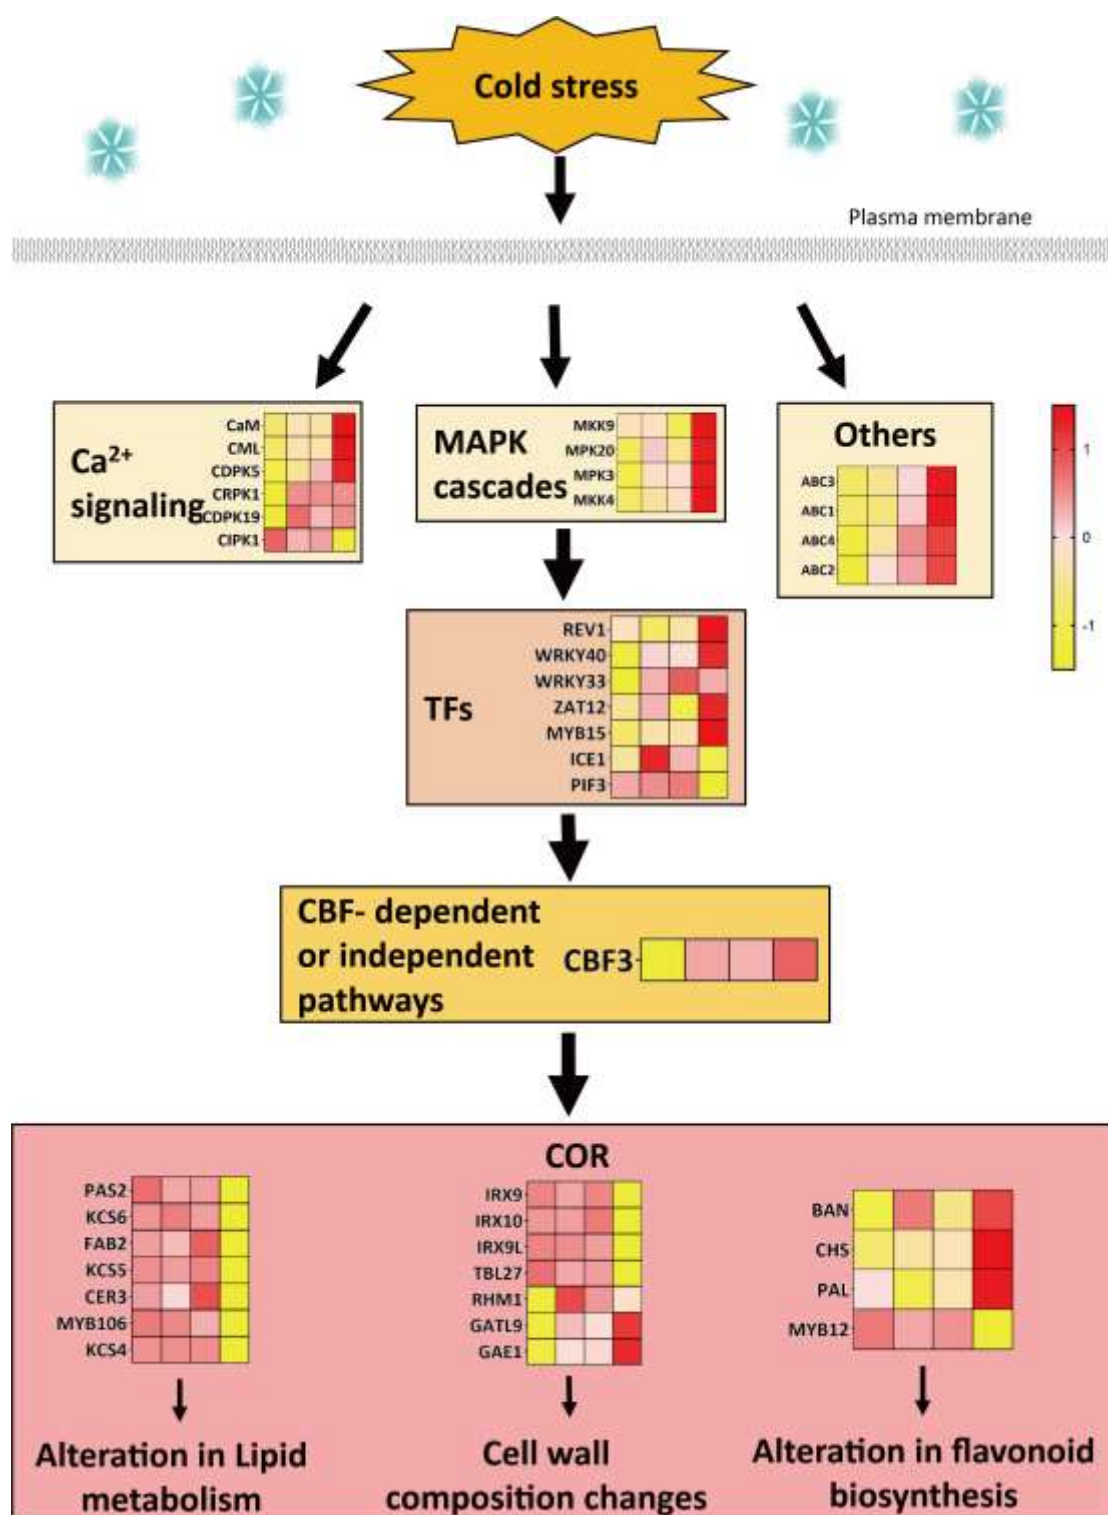 Cold stress
Plasma membrane
Ca2+
signaling
CaM
CML
CDPK5
CRPK1
CDPK19
CIPK1
MAPK
cascades
MKK9
MPK20
MPK3
MKK4
Others
ABC3
ABC1
ABC4
ABC2
1
0
-1
TFs
REV1
WRKY40
WRKY33
ZAT12
MYB15
ICE1
PIF3
CBF- dependent
or independent
pathways
CBF3
COR
PAS2
KCS6
FAB2
KCS5
CER3
MYB106
KCS4
IRX9
IRX10
IRX9L
TBL27
RHM1
GATL9
GAE1
BAN
CHS
PAL
MYB12
Alteration in Lipid
metabolism
Cell wall
composition changes
Alteration in flavonoid
biosynthesis